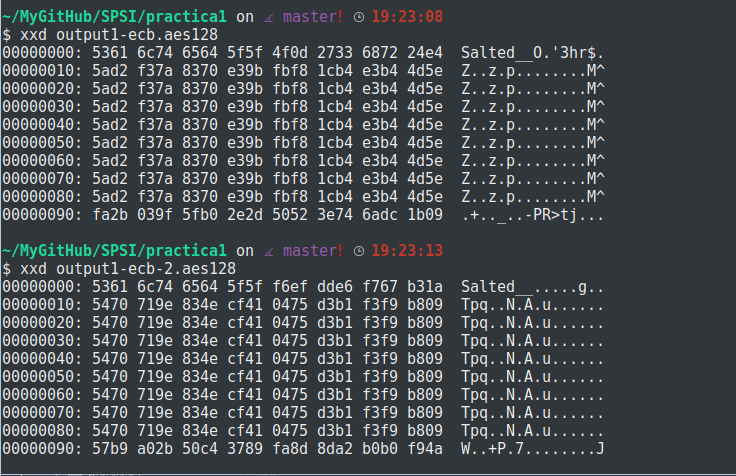 ~/MyGitHub/SPSI/practica1 on master! 19:23:08
$ xxd output1-ecb.aes128
00000000: 5361 6c74 6564 5f5f 4f0d 2733 6872 24e4  Salted__O.'3hr$.
00000010: 5ad2 f37a 8370 e39b fbf8 1cb4 e3b4 4d5e  Z..z.p........M^
00000020: 5ad2 f37a 8370 e39b fbf8 1cb4 e3b4 4d5e  Z..z.p........M^
00000030: 5ad2 f37a 8370 e39b fbf8 1cb4 e3b4 4d5e  Z..z.p........M^
00000040: 5ad2 f37a 8370 e39b fbf8 1cb4 e3b4 4d5e  Z..z.p........M^
00000050: 5ad2 f37a 8370 e39b fbf8 1cb4 e3b4 4d5e  Z..z.p........M^
00000060: 5ad2 f37a 8370 e39b fbf8 1cb4 e3b4 4d5e  Z..z.p........M^
00000070: 5ad2 f37a 8370 e39b fbf8 1cb4 e3b4 4d5e  Z..z.p........M^
00000080: 5ad2 f37a 8370 e39b fbf8 1cb4 e3b4 4d5e  Z..z.p........M^
00000090: fa2b 039f 5fb0 2e2d 5052 3e74 6adc 1b09  .+.._..-PR>tj...
~/MyGitHub/SPSI/practica1 on master! 19:23:13
$ xxd output1-ecb-2.aes128
00000000: 5361 6c74 6564 5f5f f6ef dde6 f767 b31a  Salted__.....g..
00000010: 5470 719e 834e cf41 0475 d3b1 f3f9 b809  Tpq..N.A.u......
00000020: 5470 719e 834e cf41 0475 d3b1 f3f9 b809  Tpq..N.A.u......
00000030: 5470 719e 834e cf41 0475 d3b1 f3f9 b809  Tpq..N.A.u......
00000040: 5470 719e 834e cf41 0475 d3b1 f3f9 b809  Tpq..N.A.u......
00000050: 5470 719e 834e cf41 0475 d3b1 f3f9 b809  Tpq..N.A.u......
00000060: 5470 719e 834e cf41 0475 d3b1 f3f9 b809  Tpq..N.A.u......
00000070: 5470 719e 834e cf41 0475 d3b1 f3f9 b809  Tpq..N.A.u......
00000080: 5470 719e 834e cf41 0475 d3b1 f3f9 b809  Tpq..N.A.u......
00000090: 57b9 a02b 50c4 3789 fa8d 8da2 b0b0 f94a  W..+P.7........J